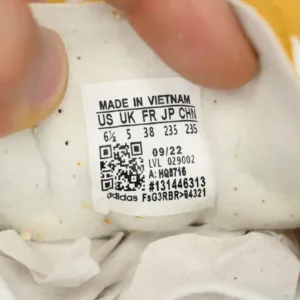 MADE IN VIETNAM
US UK FR JP CHN
6½ 5 38 235 235
09/22
LVL 029002
A: HQ8716
#131446313
adidas FsG3RBR>B4321